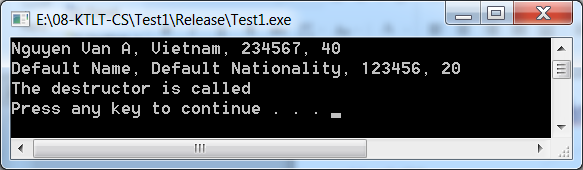 E:\08-KTLT-CS\Test1\Release\Test1.exe
Nguyen Van A, Vietnam, 234567, 40
Default Name, Default Nationality, 123456, 20
The destructor is called
Press any key to continue . . .